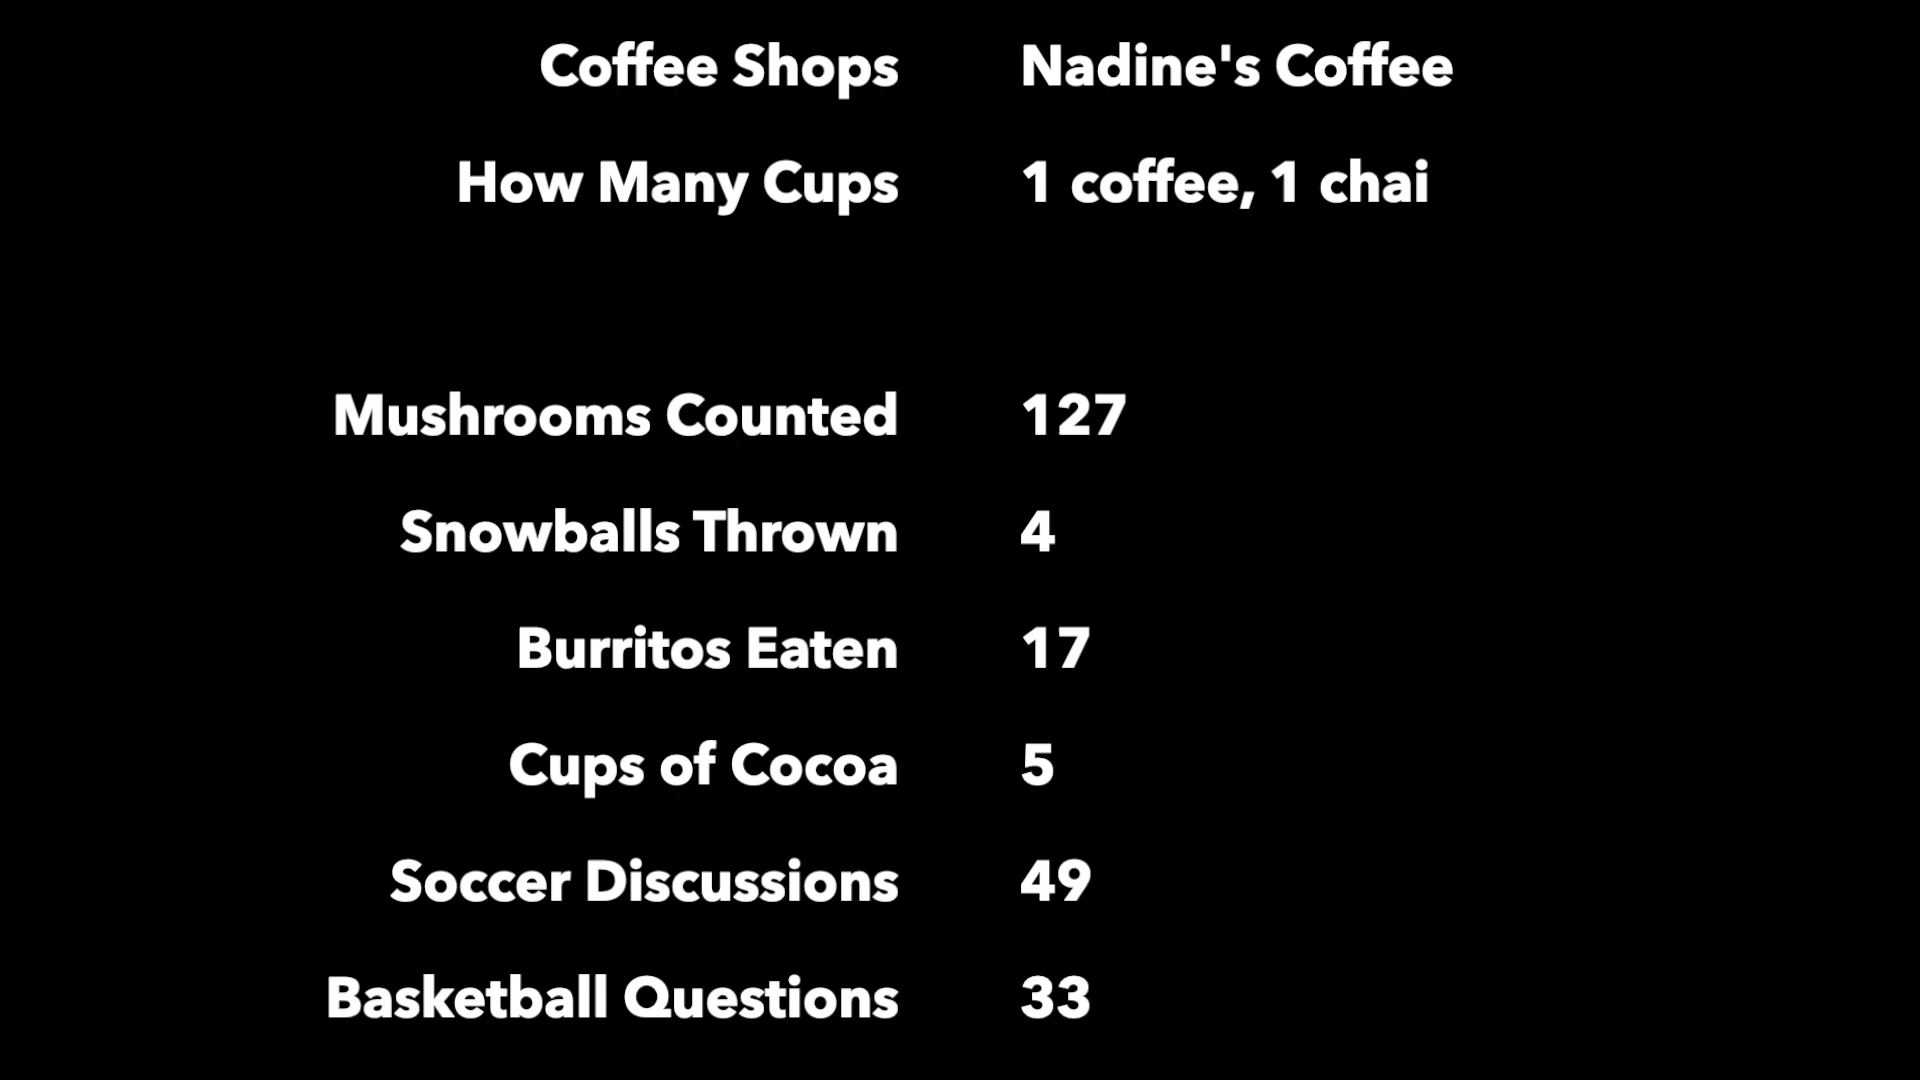 Coffee Shops Nadine's Coffee
How Many Cups 1 coffee, 1 chai
Mushrooms Counted 127
Snowballs Thrown 4
Burritos Eaten 17
Cups of Cocoa 5
Soccer Discussions 49
Basketball Questions 33